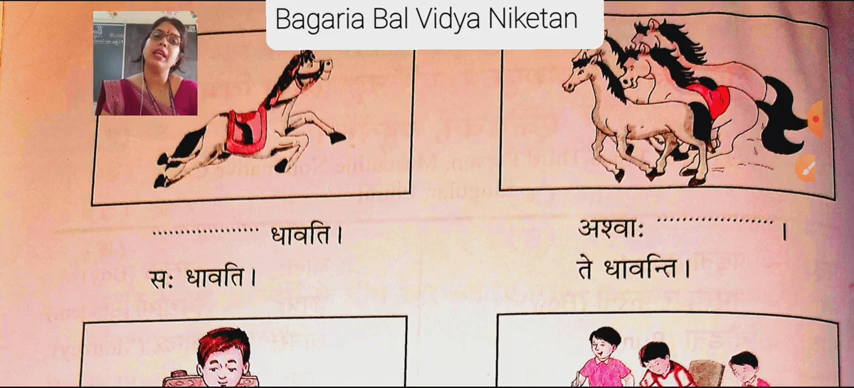 Bagaria Bal Vidya Niketan
.................. धावति।
अश्वाः .................... ।
सः धावति।
ते धावन्ति।